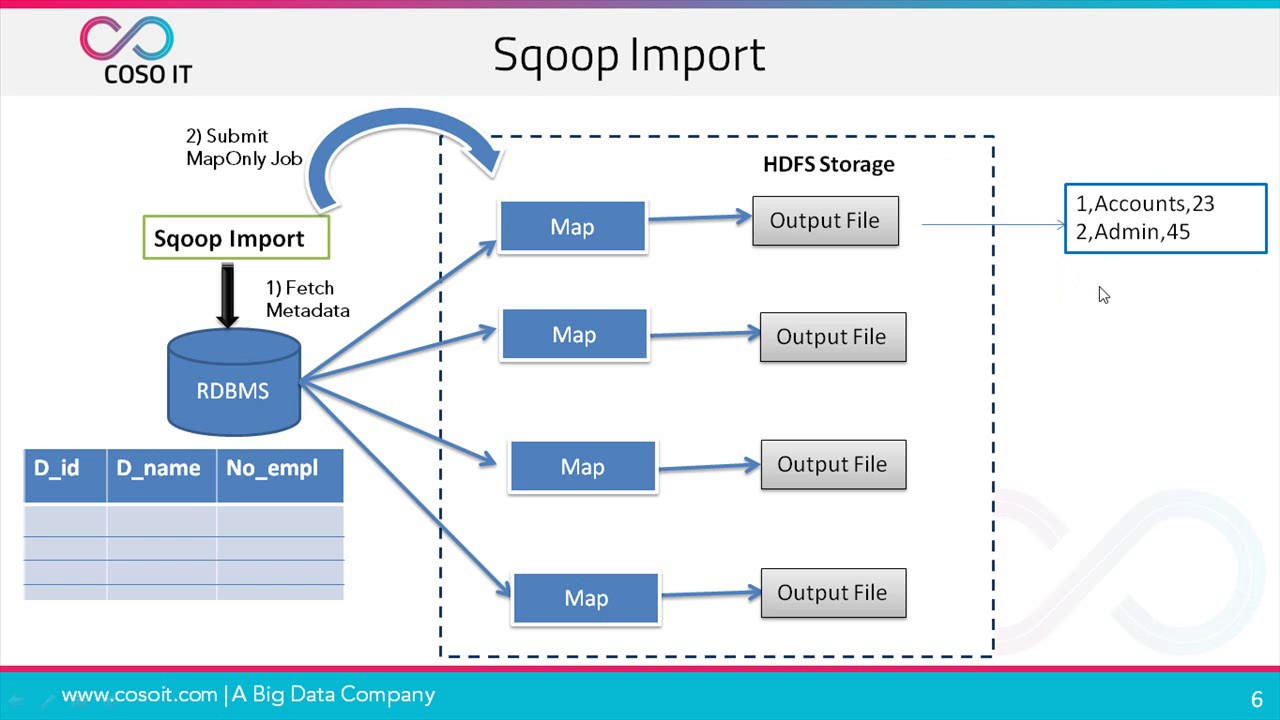 COSO IT
Sqoop Import
2) Submit
MapOnly Job
HDFS Storage
Map
Output File
1,Accounts,23
2,Admin,45
Sqoop Import
1) Fetch
Metadata
Map
Output File
RDBMS
D_id D_name No_empl
Map
Output File
Map
Output File
www.cosoit.com | A Big Data Company
6